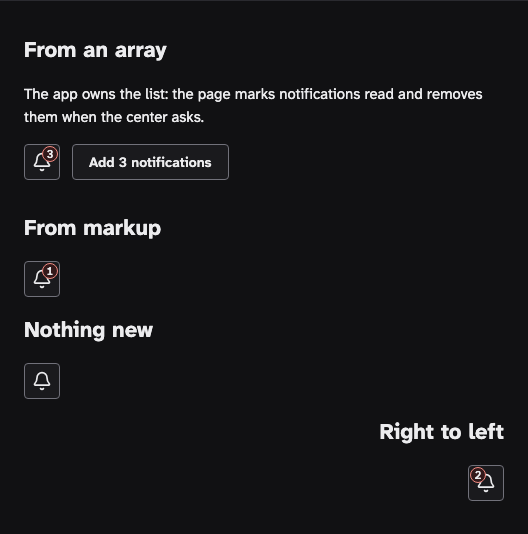 From an array
The app owns the list: the page marks notifications read and removes
them when the center asks.
3
Add 3 notifications
From markup
1
Nothing new
Right to left
2